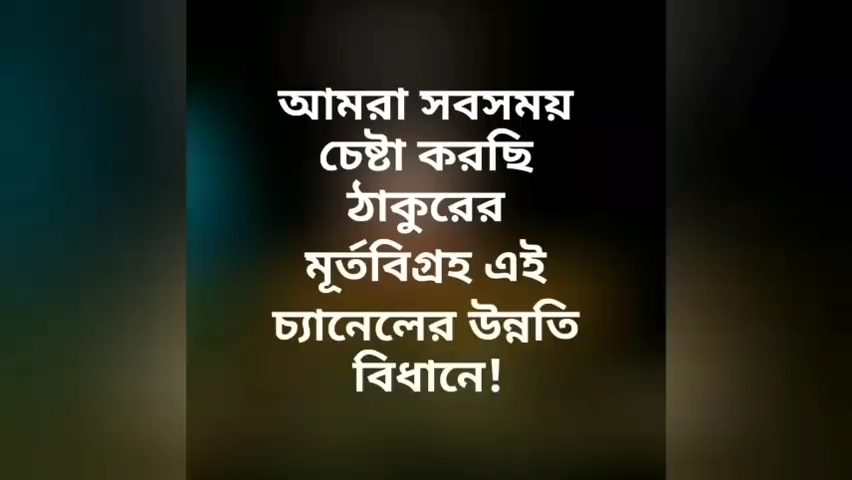 আমরা সবসময়
চেষ্টা করছি
ঠাকুরের
মূর্তবিগ্রহ এই
চ্যানেলের উন্নতি
বিধানে!